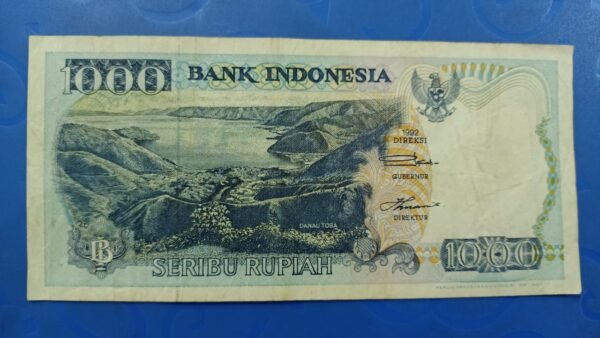 1000
BANK INDONESIA
1992
DIREKSI
GUBERNUR
DIREKTUR
DANAU TOBA
SERIBU RUPIAH
1000